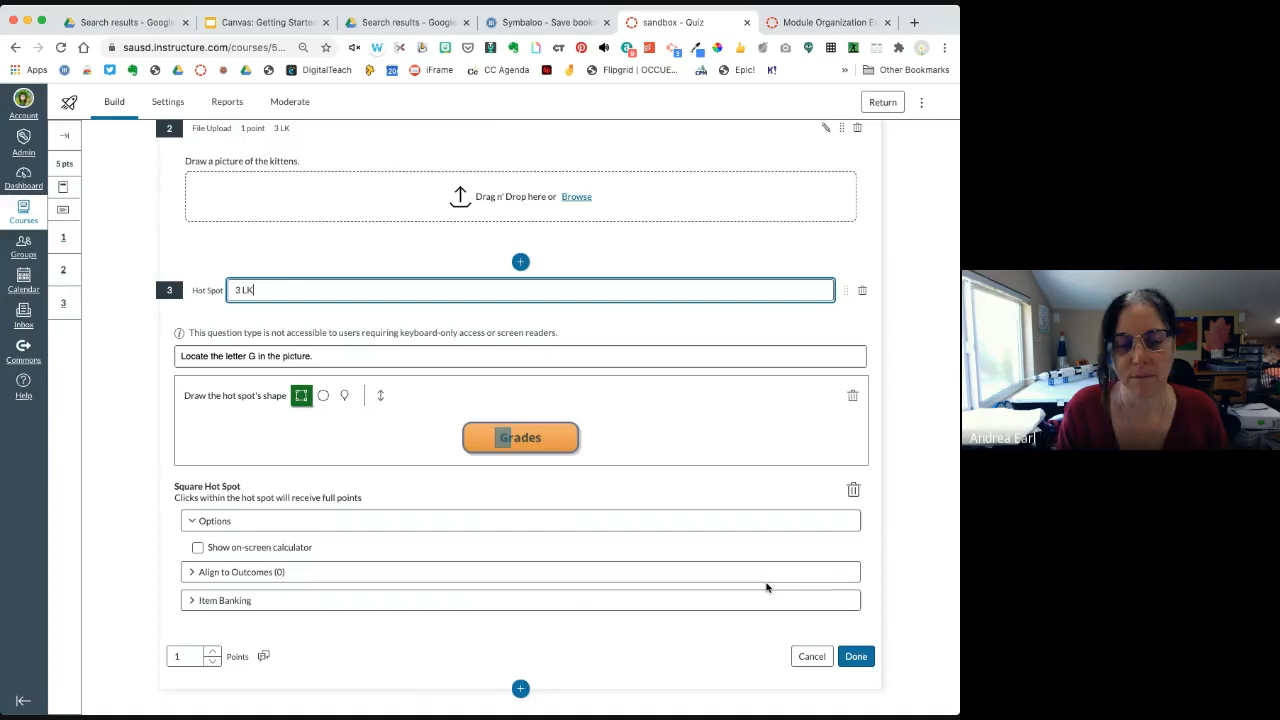 Search results - Google
Canvas: Getting Started
Search results - Google
Symbaloo - Save bookm
sandbox - Quiz
Module Organization Ex
sausd.instructure.com/courses/5...
Apps
DigitalTeach
iFrame
CC Agenda
Flipgrid | OCCUE...
Epic!
K!
»
Other Bookmarks
Account
Admin
Dashboard
Courses
Groups
Calendar
Inbox
Commons
Help
5 pts
1
2
3
Build
Settings
Reports
Moderate
Return
2
File Upload
1 point
3 LK
Draw a picture of the kittens.
Drag n' Drop here or Browse
3
Hot Spot
3 LK
This question type is not accessible to users requiring keyboard-only access or screen readers.
Locate the letter G in the picture.
Draw the hot spot's shape
Grades
Square Hot Spot
Clicks within the hot spot will receive full points
Options
Show on-screen calculator
Align to Outcomes (0)
Item Banking
1
Points
Cancel
Done
Andrea Earl